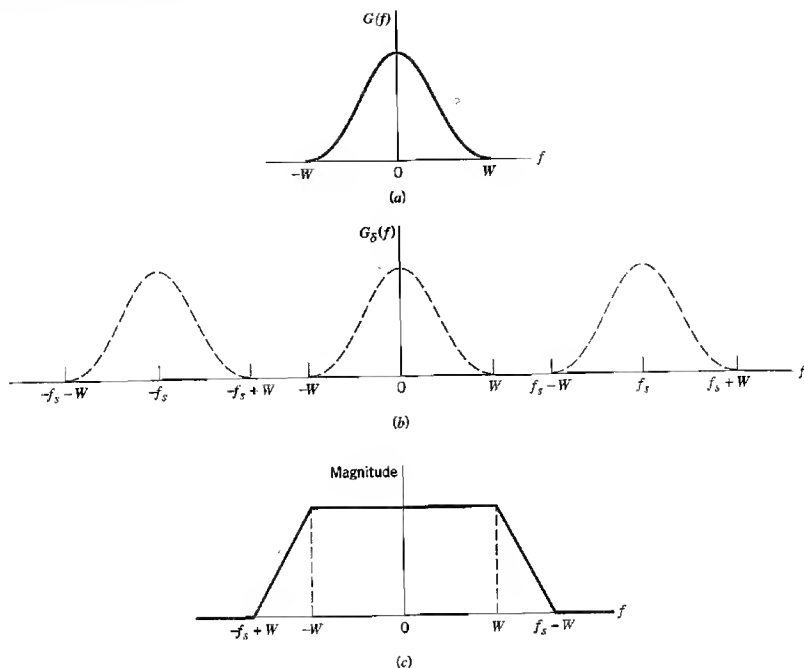 G(f)
f
-W 0 W
(a)
G_δ(f)
f
-f_s - W -f_s -f_s + W -W 0 W f_s - W f_s f_s + W
(b)
Magnitude
f
-f_s + W -W 0 W f_s - W
(c)